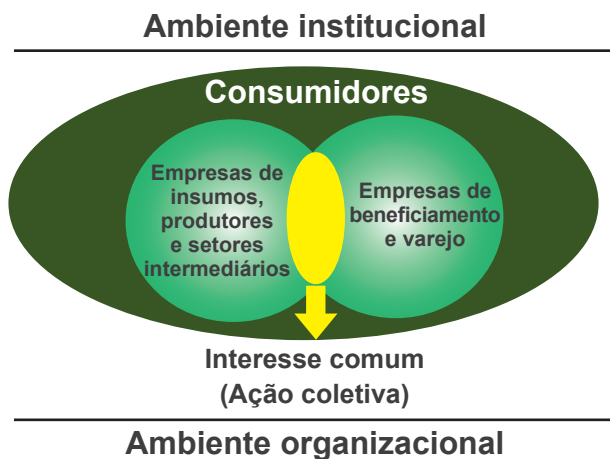 Ambiente institucional
Consumidores
Empresas de
insumos,
produtores
e setores
intermediários
Empresas de
beneficiamento
e varejo
Interesse comum
(Ação coletiva)
Ambiente organizacional